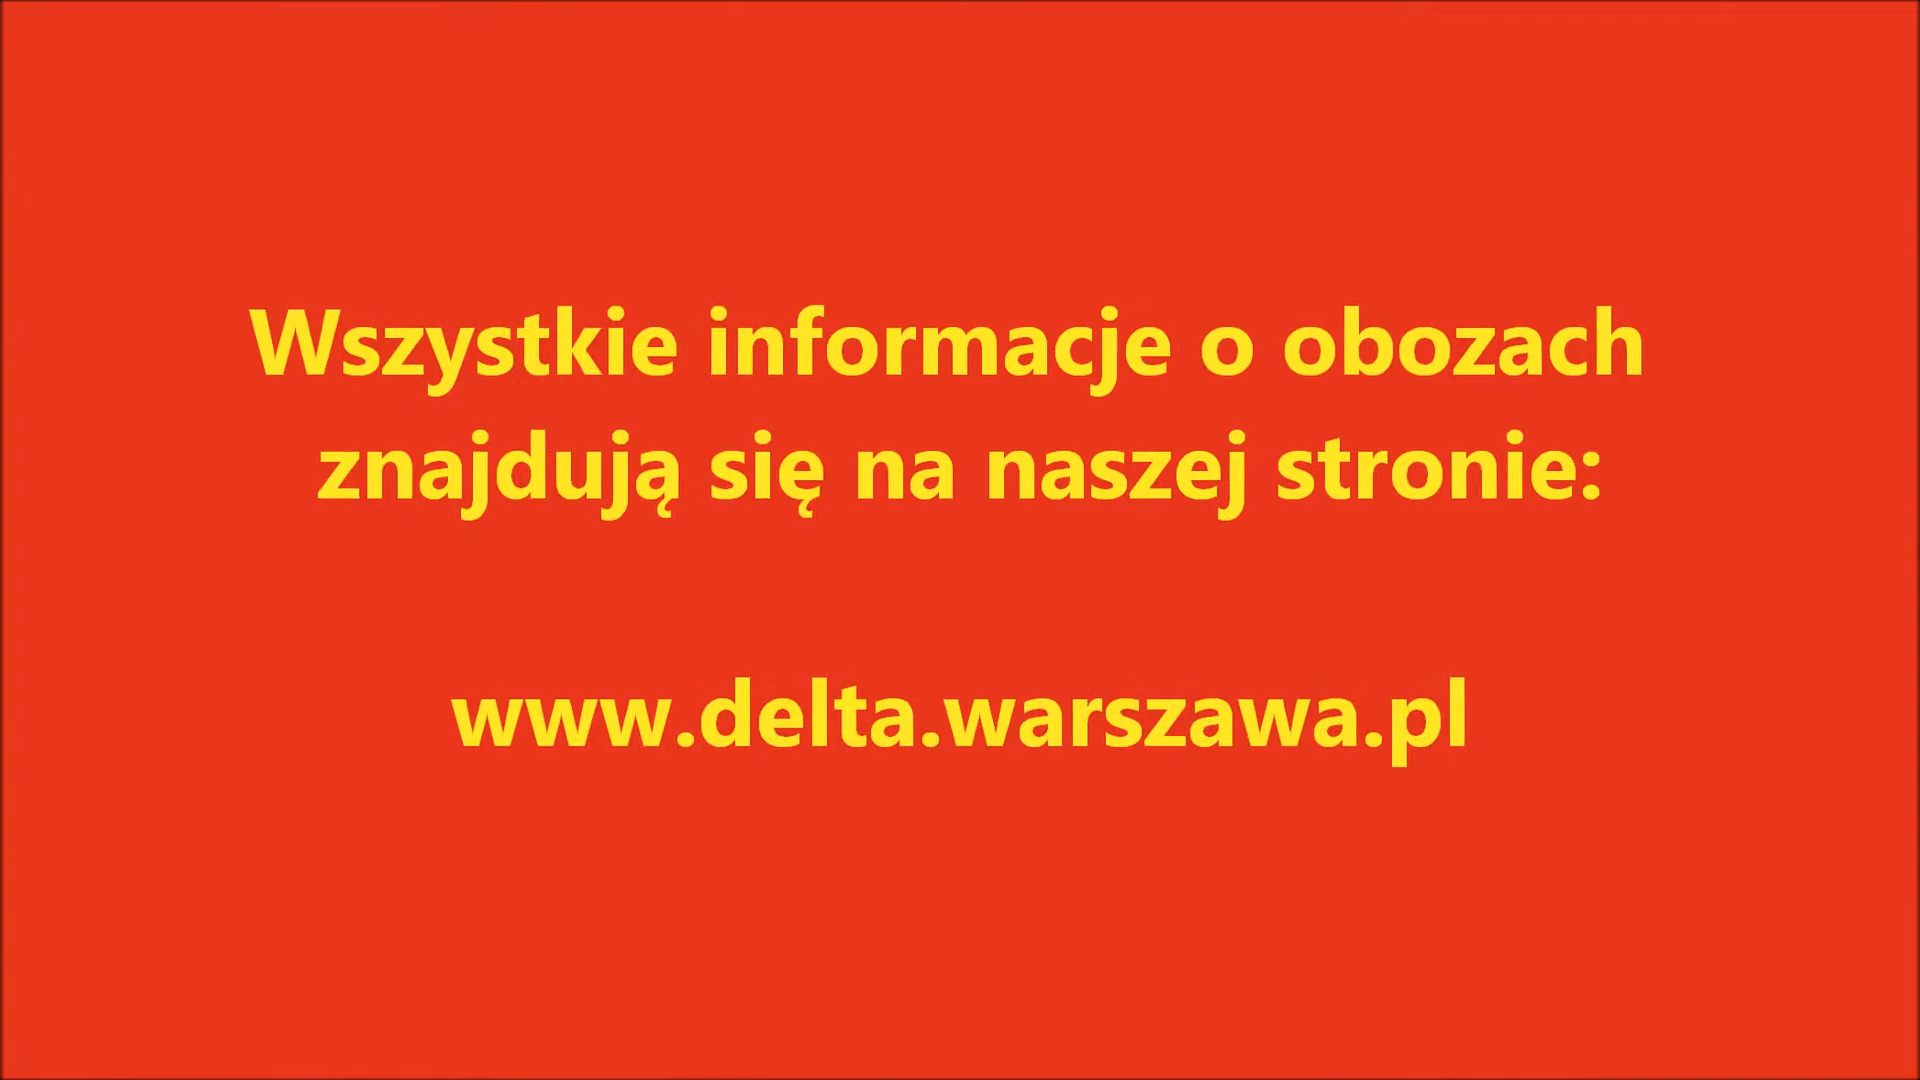 Wszystkie informacje o obozach
znajdują się na naszej stronie:
www.delta.warszawa.pl